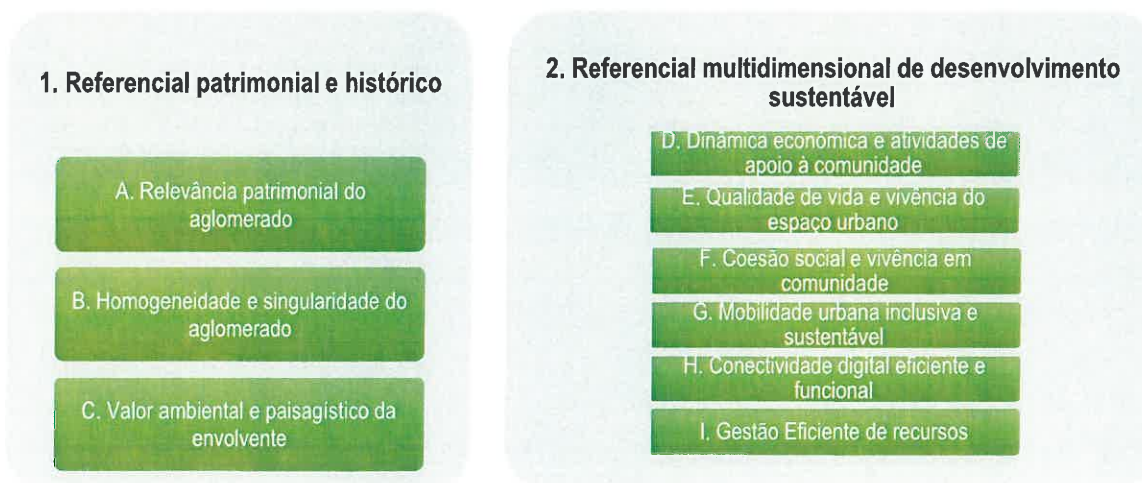 1. Referencial patrimonial e histórico
A. Relevância patrimonial do
aglomerado
B. Homogeneidade e singularidade do
aglomerado
C. Valor ambiental e paisagístico da
envolvente
2. Referencial multidimensional de desenvolvimento
sustentável
D. Dinâmica económica e atividades de
apoio à comunidade
E. Qualidade de vida e vivência do
espaço urbano
F. Coesão social e vivência em
comunidade
G. Mobilidade urbana inclusiva e
sustentável
H. Conectividade digital eficiente e
funcional
I. Gestão Eficiente de recursos